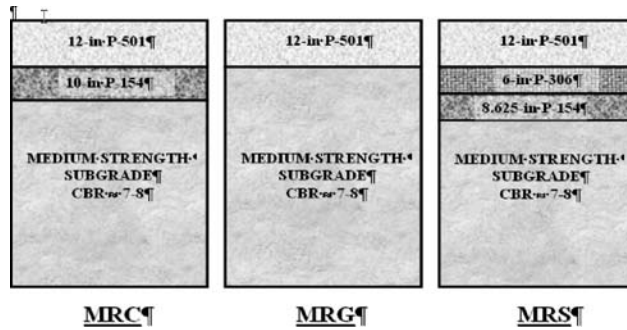 ¶
12-in·P-501¶
10-in·P-154¶
MEDIUM·STRENGTH·
SUBGRADE¶
CBR·≈·7-8¶
MRC¶
12-in·P-501¶
MEDIUM·STRENGTH·
SUBGRADE¶
CBR·≈·7-8¶
MRG¶
12-in·P-501¶
6-in·P-306¶
8.625-in·P-154¶
MEDIUM·STRENGTH·
SUBGRADE¶
CBR·≈·7-8¶
MRS¶